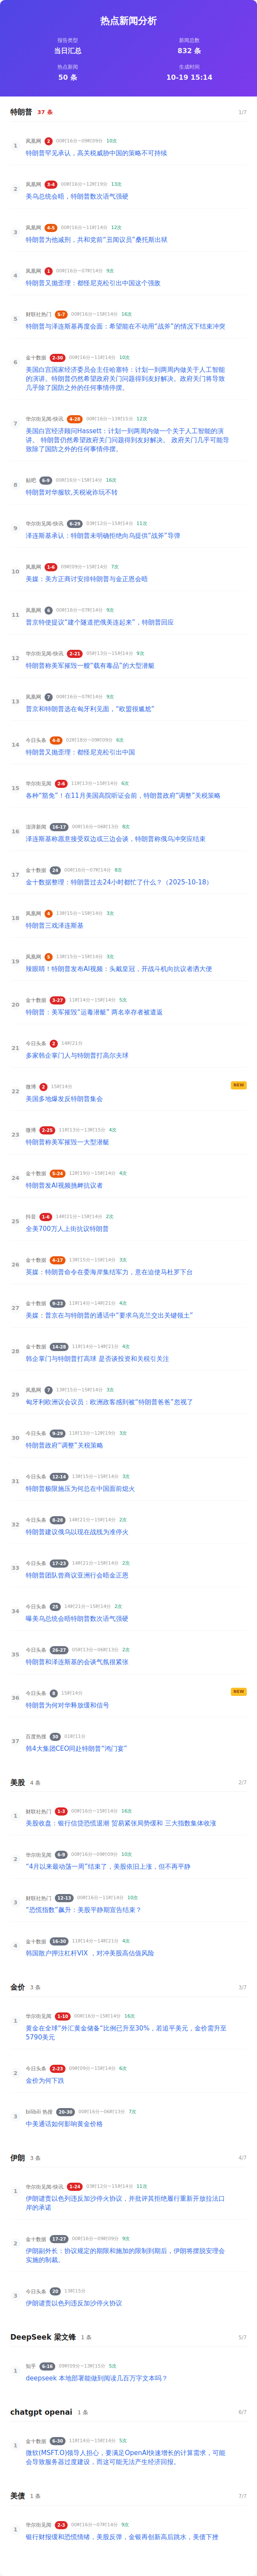 热点新闻分析
报告类型
当日汇总
新闻总数
832 条
热点新闻
50 条
生成时间
10-19 15:14
特朗普 37 条 1/7
1 凤凰网 2 00时16分~09时09分 10次
特朗普罕见承认，高关税威胁中国的策略不可持续
2 凤凰网 3-4 00时16分~12时19分 13次
美乌总统会晤，特朗普数次语气强硬
3 凤凰网 4-5 00时16分~11时14分 12次
特朗普为他减刑，共和党前“丑闻议员”桑托斯出狱
4 凤凰网 1 00时16分~07时14分 9次
特朗普又抛歪理：都怪尼克松引出中国这个强敌
5 财联社热门 5-7 00时16分~15时14分 16次
特朗普与泽连斯基再度会面：希望能在不动用“战斧”的情况下结束冲突
6 金十数据 2-30 00时16分~11时14分 10次
美国白宫国家经济委员会主任哈塞特：计划一到两周内做关于人工智能
的演讲。特朗普仍然希望政府关门问题得到友好解决。政府关门将导致
几乎除了国防之外的任何事情停摆。
7 华尔街见闻-快讯 4-28 00时16分~13时15分 12次
美国白宫经济顾问Hassett：计划一到两周内做一个关于人工智能的演
讲。 特朗普仍然希望政府关门问题得到友好解决。 政府关门几乎可能导
致除了国防之外的任何事情停摆。
8 贴吧 6-9 00时16分~15时14分 16次
特朗普对华服软,关税讹诈玩不转
9 华尔街见闻-快讯 6-29 03时12分~15时14分 11次
泽连斯基承认：特朗普未明确拒绝向乌提供“战斧”导弹
10 凤凰网 1-6 09时09分~15时14分 7次
美媒：美方正商讨安排特朗普与金正恩会晤
11 凤凰网 6 00时16分~07时14分 9次
普京特使提议“建个隧道把俄美连起来”，特朗普回应
12 华尔街见闻-快讯 2-21 05时13分~15时14分 9次
特朗普称美军摧毁一艘“载有毒品”的大型潜艇
13 凤凰网 7 00时16分~07时14分 9次
普京和特朗普选在匈牙利见面，“欧盟很尴尬”
14 今日头条 4-8 02时18分~09时09分 6次
特朗普又抛歪理：都怪尼克松引出中国
15 华尔街见闻 2-6 11时13分~15时14分 4次
各种“豁免”！在11月美国高院听证会前，特朗普政府“调整”关税策略
16 澎湃新闻 16-17 00时16分~06时13分 8次
泽连斯基称愿意接受双边或三边会谈，特朗普称俄乌冲突应结束
17 金十数据 24 00时16分~07时14分 8次
金十数据整理：特朗普过去24小时都忙了什么？（2025-10-18）
18 凤凰网 4 13时15分~15时14分 3次
特朗普三戏泽连斯基
19 凤凰网 5 13时15分~15时14分 3次
辣眼睛！特朗普发布AI视频：头戴皇冠，开战斗机向抗议者洒大便
20 金十数据 3-27 11时14分~15时14分 5次
特朗普：美军摧毁“运毒潜艇” 两名幸存者被遣返
21 今日头条 2 14时21分
多家韩企掌门人与特朗普打高尔夫球
22 微博 2 15时14分 NEW
美国多地爆发反特朗普集会
23 微博 2-25 11时13分~13时15分 4次
特朗普称美军摧毁一大型潜艇
24 金十数据 5-24 12时19分~15时14分 4次
特朗普发AI视频挑衅抗议者
25 抖音 1-6 14时21分~15时14分 2次
全美700万人上街抗议特朗普
26 金十数据 4-17 13时15分~15时14分 3次
英媒：特朗普命令在委海岸集结军力，意在迫使马杜罗下台
27 金十数据 9-23 11时14分~14时21分 4次
美媒：普京在与特朗普的通话中“要求乌克兰交出关键领土”
28 金十数据 14-28 11时14分~14时21分 4次
韩企掌门与特朗普打高球 是否谈投资和关税引关注
29 凤凰网 7 13时15分~15时14分 3次
匈牙利欧洲议会议员：欧洲政客感到被“特朗普爸爸”忽视了
30 今日头条 9-29 11时13分~12时19分 3次
特朗普政府“调整”关税策略
31 今日头条 12-14 13时15分~15时14分 3次
特朗普极限施压为何总在中国面前熄火
32 今日头条 8-28 14时21分~15时14分 2次
特朗普建议俄乌以现在战线为准停火
33 今日头条 17-23 14时21分~15时14分 2次
特朗普团队曾商议亚洲行会晤金正恩
34 今日头条 25 14时21分~15时14分 2次
曝美乌总统会晤特朗普数次语气强硬
35 今日头条 26-27 05时13分~06时13分 2次
特朗普和泽连斯基的会谈气氛很紧张
36 今日头条 8 15时14分 NEW
特朗普为何对华释放缓和信号
37 百度热搜 30 01时11分
韩4大集团CEO同赴特朗普“鸿门宴”
美股 4 条 2/7
1 财联社热门 1-3 00时16分~15时14分 16次
美股收盘：银行信贷恐慌退潮 贸易紧张局势缓和 三大指数集体收涨
2 华尔街见闻 6-9 00时16分~09时09分 10次
“4月以来最动荡一周”结束了，美股依旧上涨，但不再平静
3 财联社热门 12-13 00时16分~11时14分 10次
“恐慌指数”飙升：美股平静期宣告结束？
4 金十数据 16-30 11时14分~14时21分 4次
韩国散户押注杠杆VIX ，对冲美股高估值风险
金价 3 条 3/7
1 华尔街见闻 1-10 00时16分~15时14分 16次
黄金在全球“外汇黄金储备”比例已升至30%，若追平美元，金价需升至
5790美元
2 今日头条 2-23 09时09分~15时14分 6次
金价为何下跌
3 bilibili 热搜 20-30 00时16分~06时13分 7次
中美通话如何影响黄金价格
伊朗 3 条 4/7
1 华尔街见闻-快讯 1-24 03时12分~15时14分 11次
伊朗谴责以色列违反加沙停火协议，并批评其拒绝履行重新开放拉法口
岸的承诺
2 金十数据 17-27 00时16分~09时09分 9次
伊朗副外长：协议规定的期限和施加的限制到期后，伊朗将摆脱安理会
实施的制裁。
3 今日头条 20 13时15分
伊朗谴责以色列违反加沙停火协议
DeepSeek 梁文锋 1 条 5/7
1 知乎 6-16 09时09分~13时15分 5次
deepseek 本地部署能做到阅读几百万字文本吗？
chatgpt openai 1 条 6/7
1 金十数据 6-30 11时14分~15时14分 5次
微软(MSFT.O)领导人担心，要满足OpenAI快速增长的计算需求，可能
会导致服务器过度建设，而这可能无法产生经济回报。
美债 1 条 7/7
1 华尔街见闻 2-3 00时16分~07时14分 9次
银行财报缓和恐慌情绪，美股反弹，金银再创新高后跳水，美债下挫